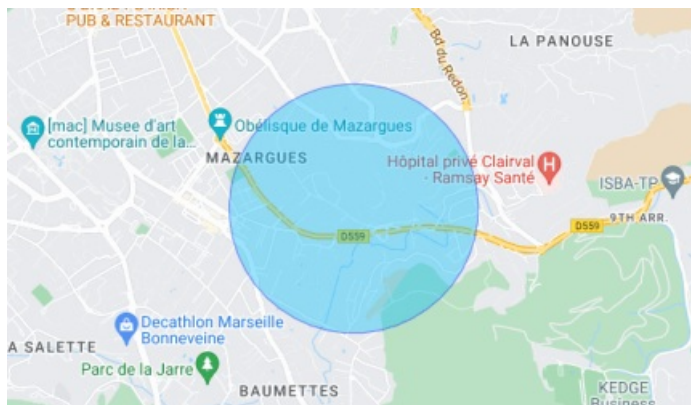 PUB & RESTAURANT
LA PANOUSE
Bd du Redon
[mac] Musee d'art
contemporain de la...
Obélisque de Mazargues
MAZARGUES
Hôpital privé Clairval
- Ramsay Santé
ISBA-TP
9TH ARR.
D559
D559
Decathlon Marseille
Bonneveine
A SALETTE
Parc de la Jarre
BAUMETTES
KEDGE
Business